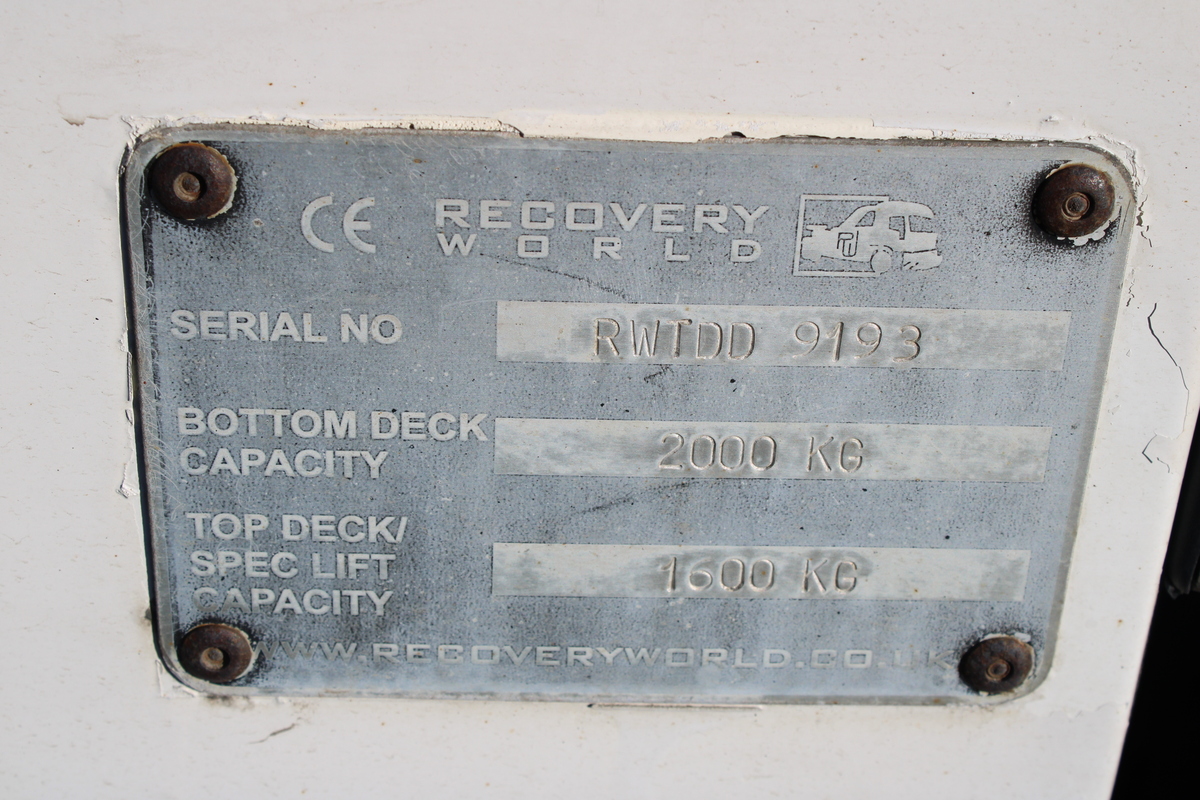 CE RECOVERY
WORLD
SERIAL NO RWTDD 9193
BOTTOM DECK
CAPACITY 2000 KG
TOP DECK/
SPEC LIFT
CAPACITY 1600 KG
WWW.RECOVERYWORLD.CO.UK